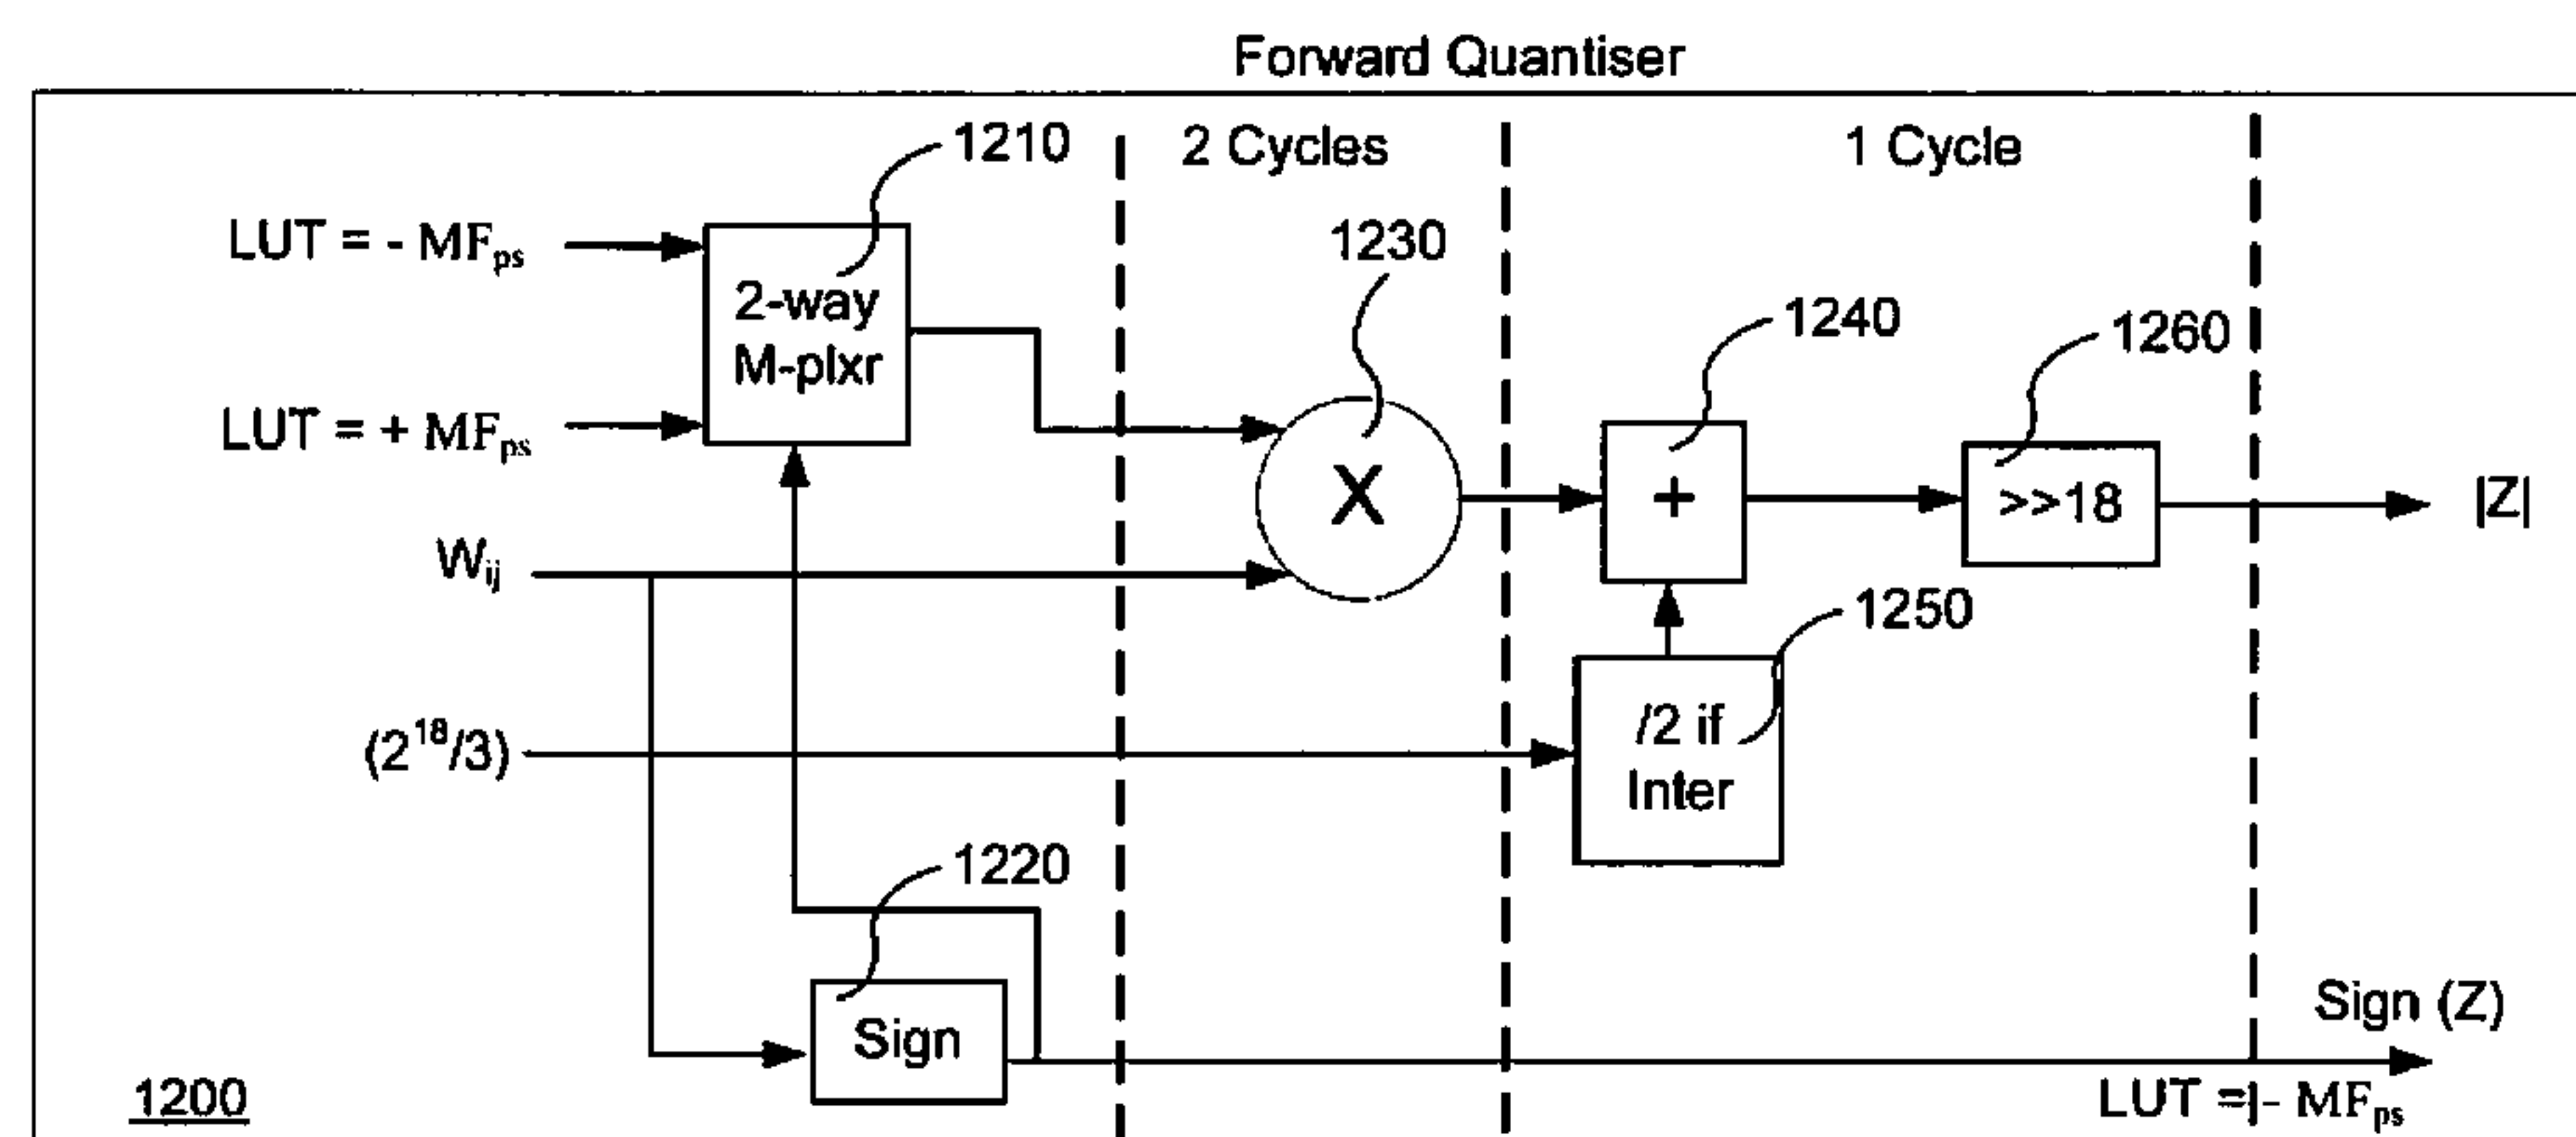 Forward Quantiser
1210
2 Cycles
1 Cycle
LUT = - MFps
1230
2-way
M-plxr
1240
1260
LUT = + MFps
X
+
>>18
|Z|
Wij
1250
(2^18/3)
/2 if
Inter
1220
Sign
Sign (Z)
1200
LUT =|- MFps